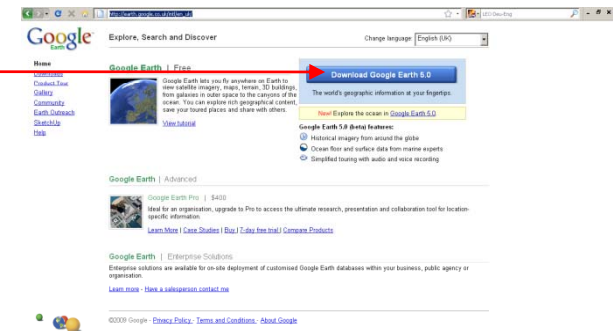 http://earth.google.co.uk/intl/en_uk/
LEO Deu-Eng
Google
Earth
Explore, Search and Discover
Change language: English (UK)
Home
Downloads
Product Tour
Gallery
Community
Earth Outreach
SketchUp
Help
Google Earth | Free
Google Earth lets you fly anywhere on Earth to
view satellite imagery, maps, terrain, 3D buildings,
from galaxies in outer space to the canyons of the
ocean. You can explore rich geographical content,
save your toured places and share with others.
View tutorial
Download Google Earth 5.0
The world's geographic information at your fingertips.
New! Explore the ocean in Google Earth 5.0
Google Earth 5.0 (beta) features:
Historical imagery from around the globe
Ocean floor and surface data from marine experts
Simplified touring with audio and voice recording
Google Earth | Advanced
Google Earth Pro | $400
Ideal for an organisation, upgrade to Pro to access the ultimate research, presentation and collaboration tool for location-
specific information.
Learn More | Case Studies | Buy | 7-day free trial | Compare Products
Google Earth | Enterprise Solutions
Enterprise solutions are available for on-site deployment of customised Google Earth databases within your business, public agency or
organisation.
Learn more - Have a salesperson contact me
©2009 Google - Privacy Policy - Terms and Conditions - About Google